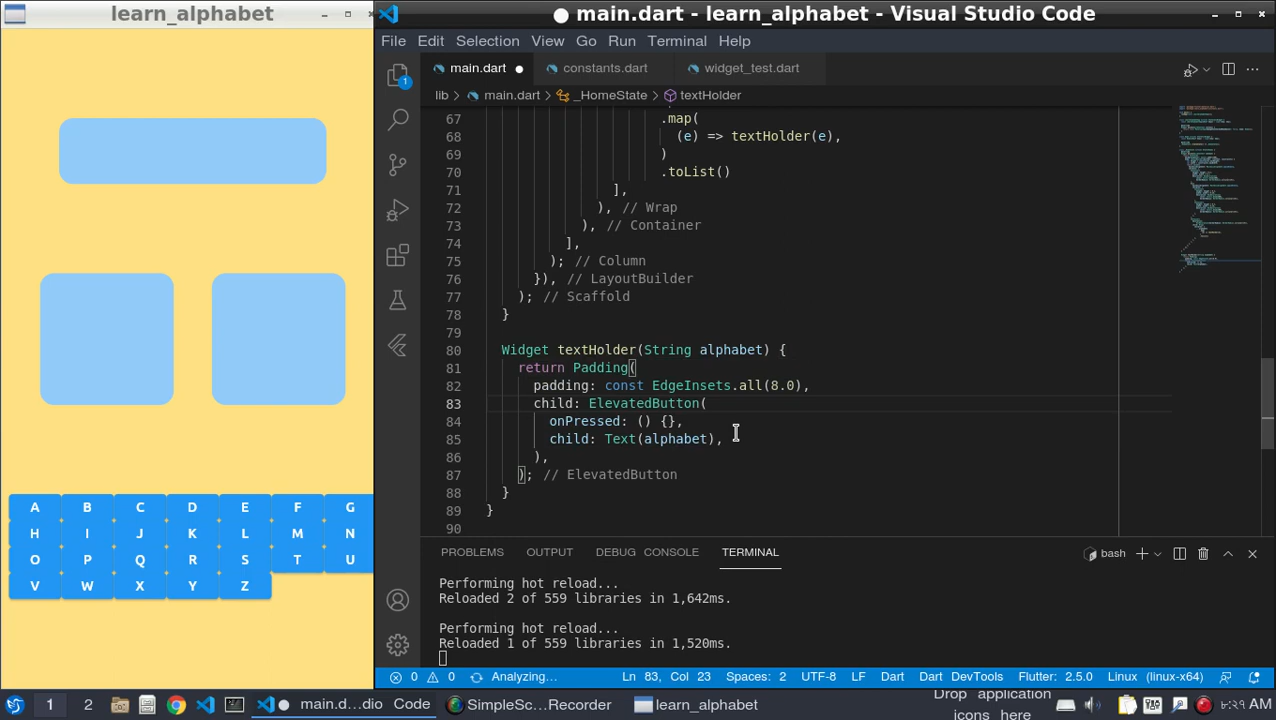 learn_alphabet
main.dart - learn_alphabet - Visual Studio Code
File Edit Selection View Go Run Terminal Help
main.dart constants.dart widget_test.dart
lib main.dart _HomeState textHolder
1
67 .map(
68 (e) => textHolder(e),
69 )
70 .toList()
71 ],
72 ), // Wrap
73 ), // Container
74 ],
75 ); // Column
76 }), // LayoutBuilder
77 ); // Scaffold
78 }
79
80 Widget textHolder(String alphabet) {
81 return Padding(
82 padding: const EdgeInsets.all(8.0),
83 child: ElevatedButton(
84 onPressed: () {},
85 child: Text(alphabet),
86 ),
87 ); // ElevatedButton
88 }
89 }
90
A B C D E F G
H I J K L M N
O P Q R S T U
V W X Y Z
PROBLEMS OUTPUT DEBUG CONSOLE TERMINAL bash
Performing hot reload...
Reloaded 2 of 559 libraries in 1,642ms.
Performing hot reload...
Reloaded 1 of 559 libraries in 1,520ms.
0 0 Analyzing... Ln 83, Col 23 Spaces: 2 UTF-8 LF Dart Dart DevTools Flutter: 2.5.0 Linux (linux-x64)
1 2 main.d...dio Code SimpleSc...Recorder learn_alphabet Drop application icons here